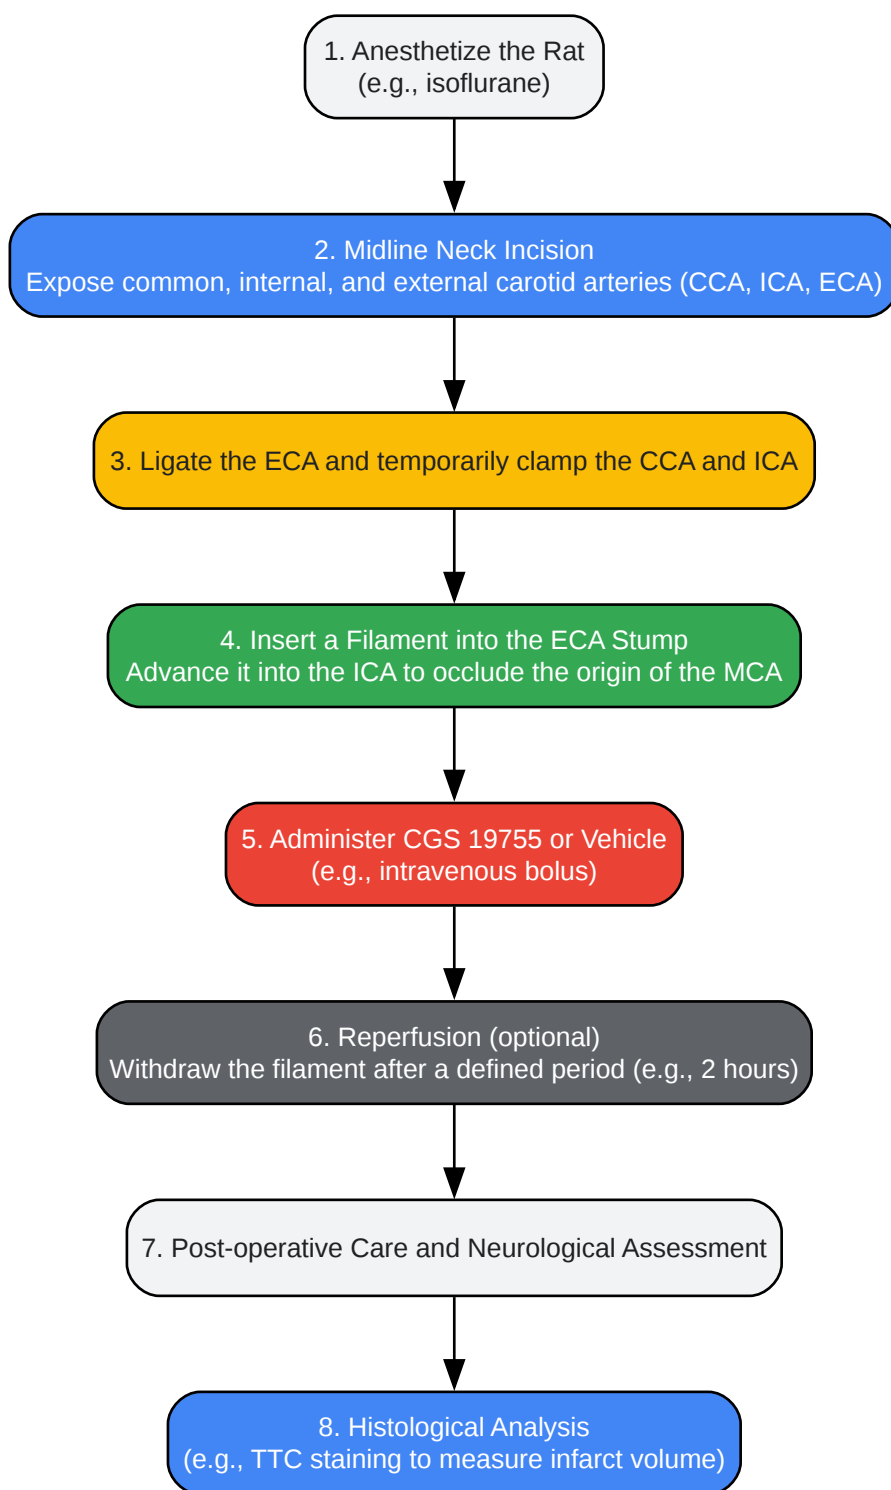 1. Anesthetize the Rat
(e.g., isoflurane)
2. Midline Neck Incision
Expose common, internal, and external carotid arteries (CCA, ICA, ECA)
3. Ligate the ECA and temporarily clamp the CCA and ICA
4. Insert a Filament into the ECA Stump
Advance it into the ICA to occlude the origin of the MCA
5. Administer CGS 19755 or Vehicle
(e.g., intravenous bolus)
6. Reperfusion (optional)
Withdraw the filament after a defined period (e.g., 2 hours)
7. Post-operative Care and Neurological Assessment
8. Histological Analysis
(e.g., TTC staining to measure infarct volume)